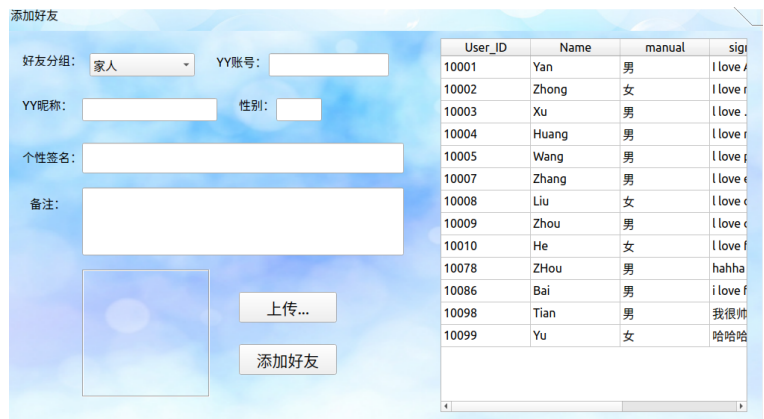 添加好友
好友分组： 家人 YY账号：
YY昵称： 性别：
个性签名：
备注：
上传...
添加好友
User_ID Name manual sigr
10001 Yan 男 I love A
10002 Zhong 女 I love r
10003 Xu 男 l love .
10004 Huang 男 l love r
10005 Wang 男 l love p
10007 Zhang 男 l love e
10008 Liu 女 l love c
10009 Zhou 男 l love c
10010 He 女 l love f
10078 ZHou 男 hahha
10086 Bai 男 i love f
10098 Tian 男 我很帅
10099 Yu 女 哈哈哈